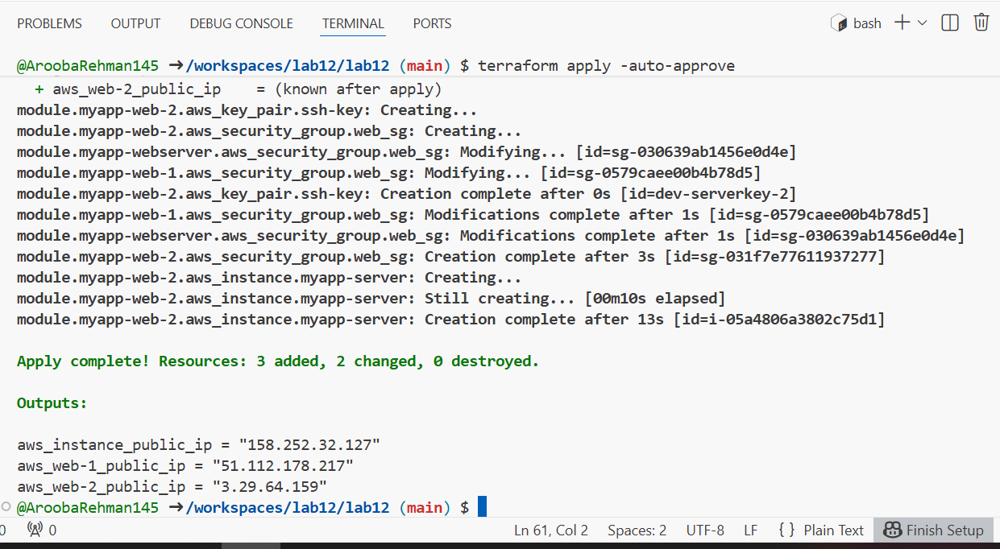 PROBLEMS OUTPUT DEBUG CONSOLE TERMINAL PORTS bash
@AroobaRehman145 ➜/workspaces/lab12/lab12 (main) $ terraform apply -auto-approve
+ aws_web-2_public_ip = (known after apply)
module.myapp-web-2.aws_key_pair.ssh-key: Creating...
module.myapp-web-2.aws_security_group.web_sg: Creating...
module.myapp-webserver.aws_security_group.web_sg: Modifying... [id=sg-030639ab1456e0d4e]
module.myapp-web-1.aws_security_group.web_sg: Modifying... [id=sg-0579caee00b4b78d5]
module.myapp-web-2.aws_key_pair.ssh-key: Creation complete after 0s [id=dev-serverkey-2]
module.myapp-web-1.aws_security_group.web_sg: Modifications complete after 1s [id=sg-0579caee00b4b78d5]
module.myapp-webserver.aws_security_group.web_sg: Modifications complete after 1s [id=sg-030639ab1456e0d4e]
module.myapp-web-2.aws_security_group.web_sg: Creation complete after 3s [id=sg-031f7e77611937277]
module.myapp-web-2.aws_instance.myapp-server: Creating...
module.myapp-web-2.aws_instance.myapp-server: Still creating... [00m10s elapsed]
module.myapp-web-2.aws_instance.myapp-server: Creation complete after 13s [id=i-05a4806a3802c75d1]
Apply complete! Resources: 3 added, 2 changed, 0 destroyed.
Outputs:
aws_instance_public_ip = "158.252.32.127"
aws_web-1_public_ip = "51.112.178.217"
aws_web-2_public_ip = "3.29.64.159"
@AroobaRehman145 ➜/workspaces/lab12/lab12 (main) $
0 0 Ln 61, Col 2 Spaces: 2 UTF-8 LF { } Plain Text Finish Setup